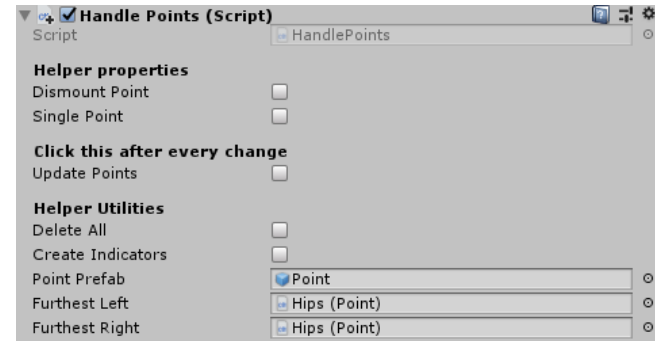 Handle Points (Script)
Script HandlePoints
Helper properties
Dismount Point
Single Point
Click this after every change
Update Points
Helper Utilities
Delete All
Create Indicators
Point Prefab Point
Furthest Left Hips (Point)
Furthest Right Hips (Point)